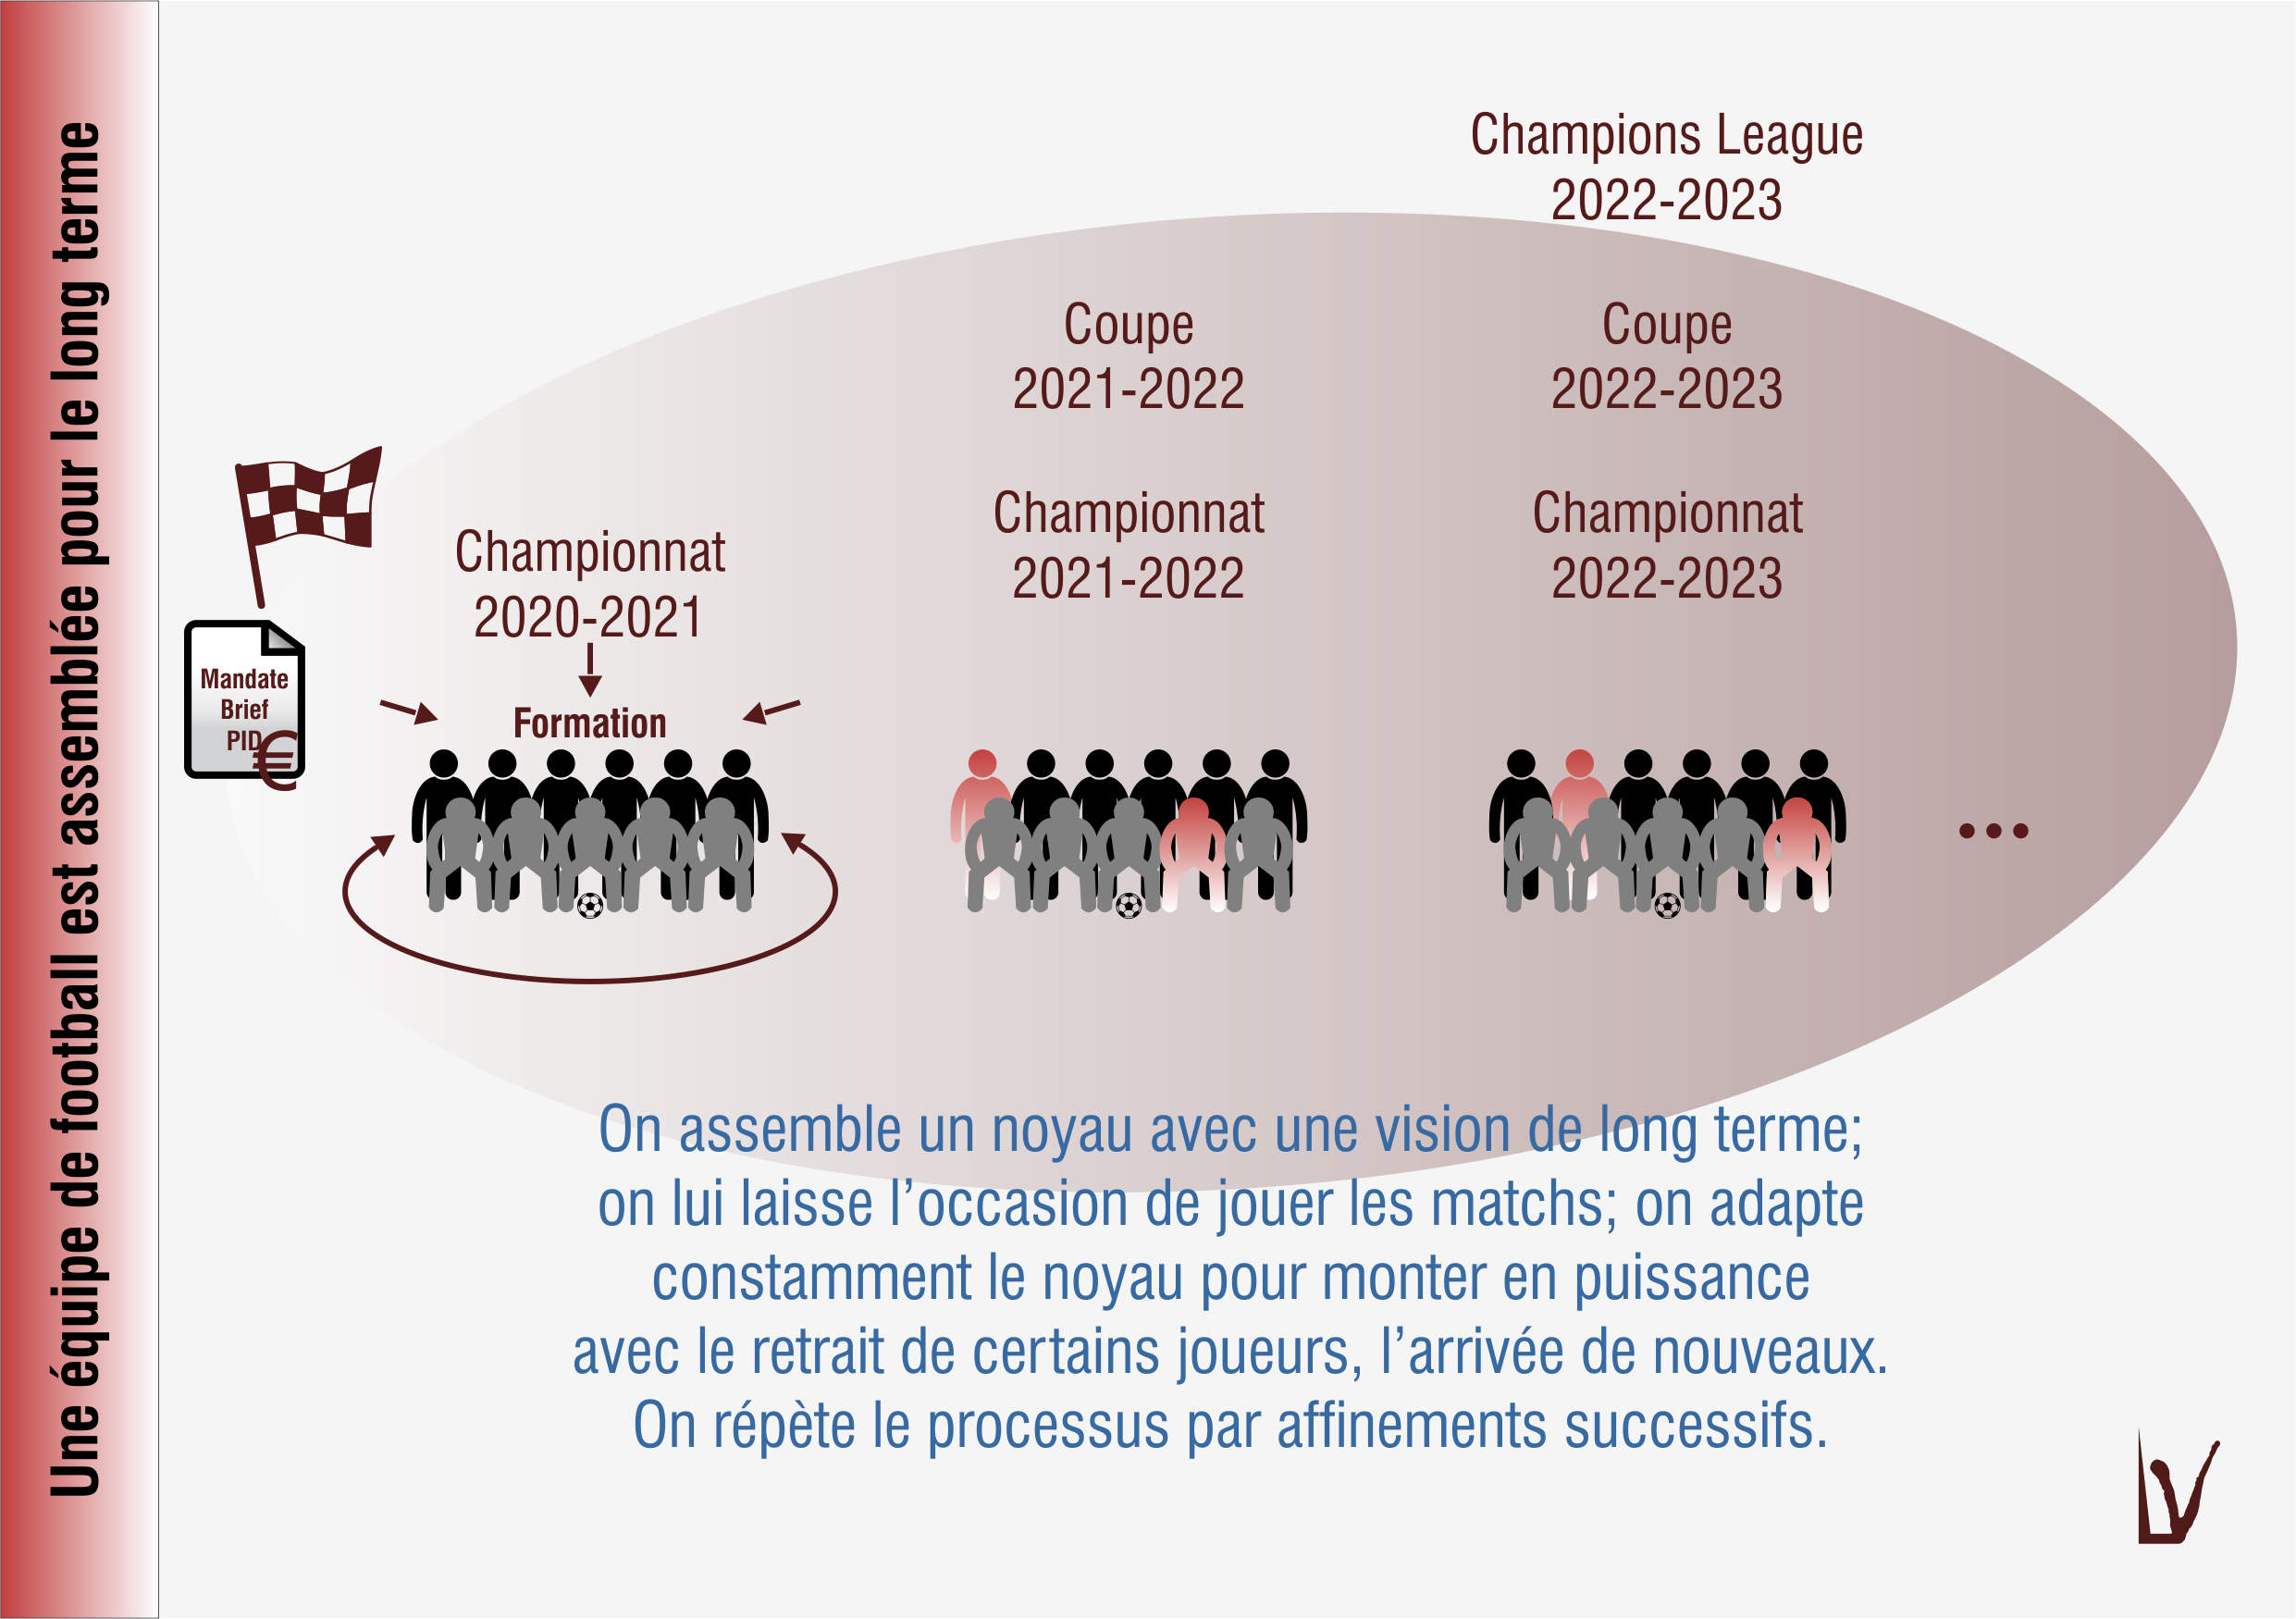 Une équipe de football est assemblée pour le long terme
Champions League
2022-2023
Coupe
2021-2022
Coupe
2022-2023
Championnat
2020-2021
Championnat
2021-2022
Championnat
2022-2023
Mandate
Brief
PID
€
Formation
...
On assemble un noyau avec une vision de long terme;
on lui laisse l’occasion de jouer les matchs; on adapte
constamment le noyau pour monter en puissance
avec le retrait de certains joueurs, l’arrivée de nouveaux.
On répète le processus par affinements successifs.
LV